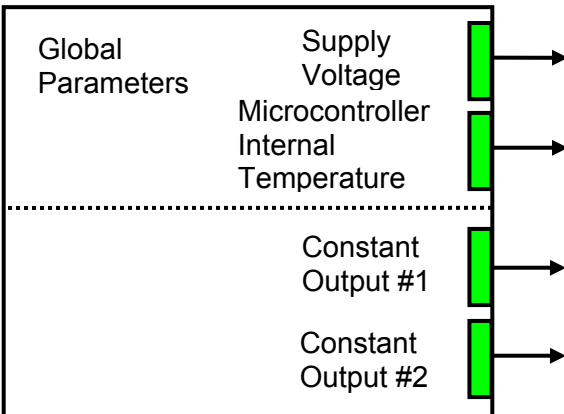 Global
Parameters
Supply
Voltage
Microcontroller
Internal
Temperature
Constant
Output #1
Constant
Output #2